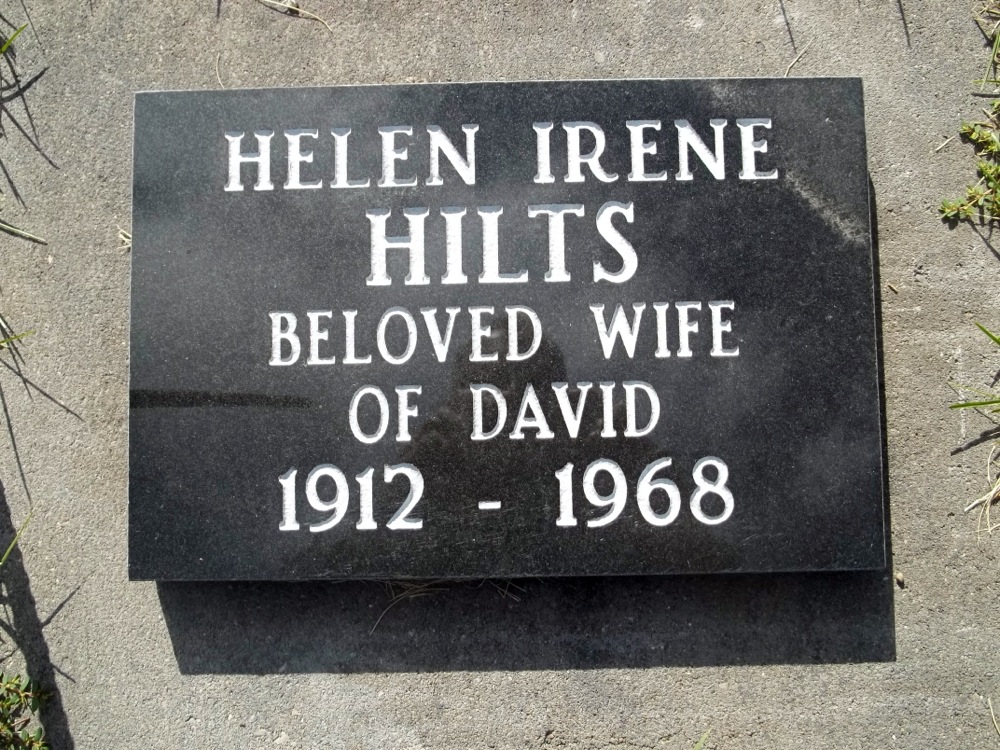 HELEN IRENE
HILTS
BELOVED WIFE
OF DAVID
1912 - 1968